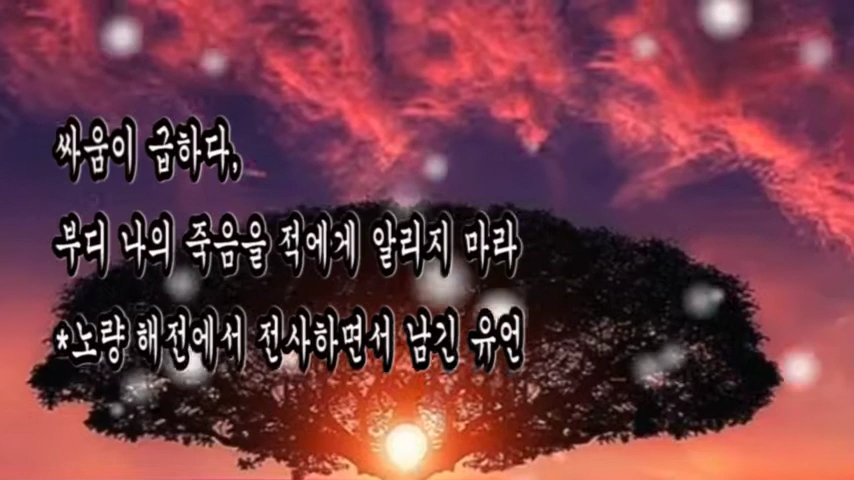 싸움이 급하다,
부디 나의 죽음을 적에게 알리지 마라
*노량 해전에서 전사하면서 남긴 유언